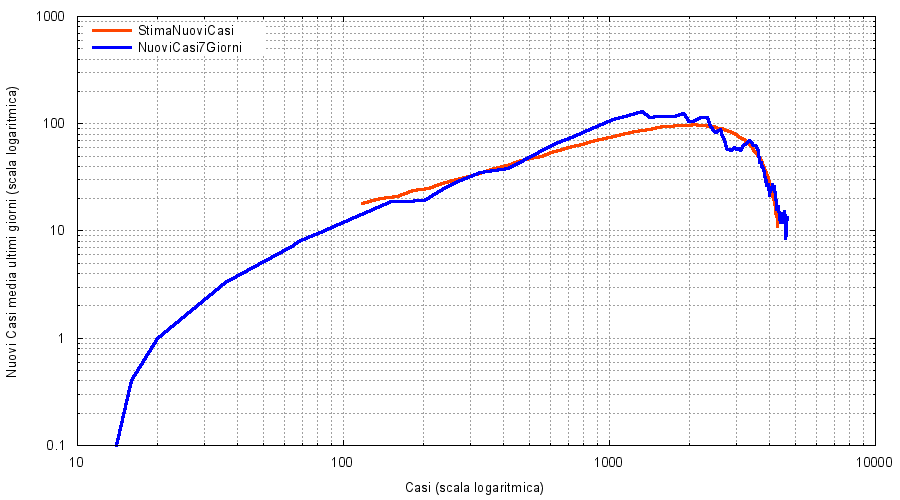 1000
StimaNuoviCasi
NuoviCasi7Giorni
100
10
1
0.1
Nuovi Casi media ultimi giorni (scala logaritmica)
10 100 1000 10000
Casi (scala logaritmica)